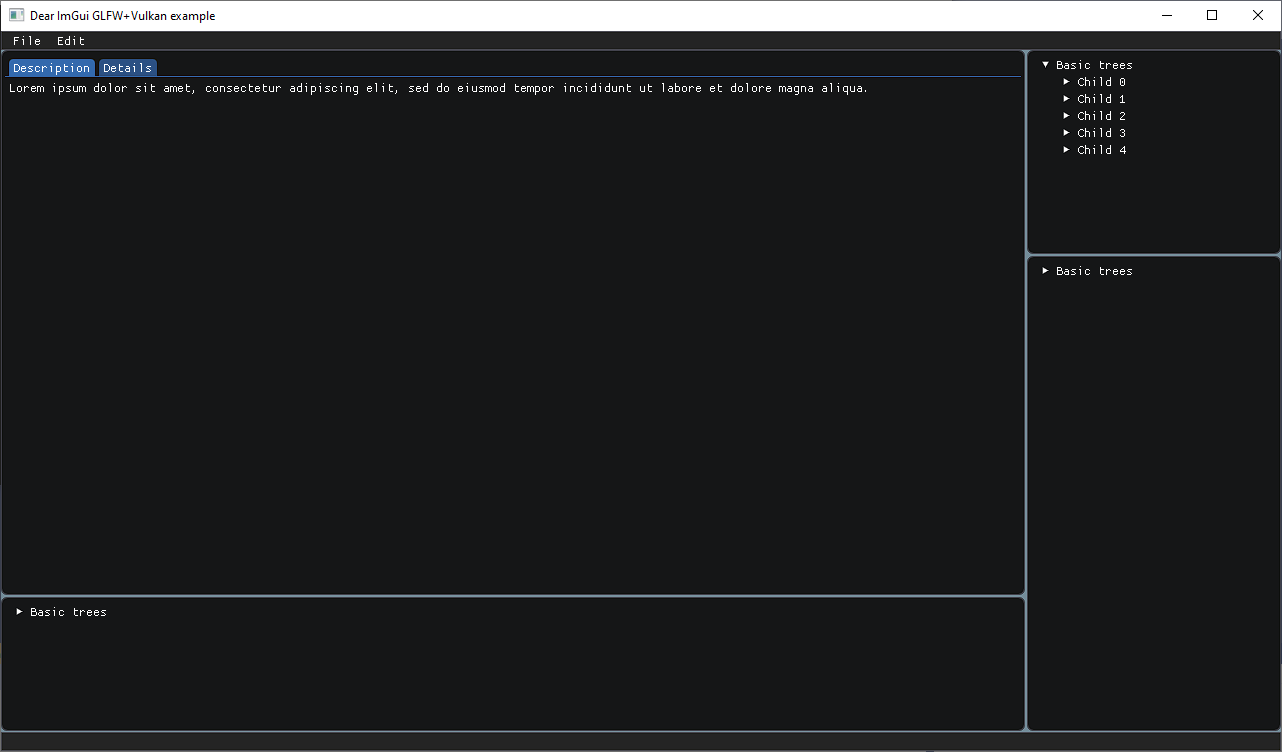 Dear ImGui GLFW+Vulkan example
File Edit
Description Details
Lorem ipsum dolor sit amet, consectetur adipiscing elit, sed do eiusmod tempor incididunt ut labore et dolore magna aliqua.
Basic trees
Child 0
Child 1
Child 2
Child 3
Child 4
Basic trees
Basic trees